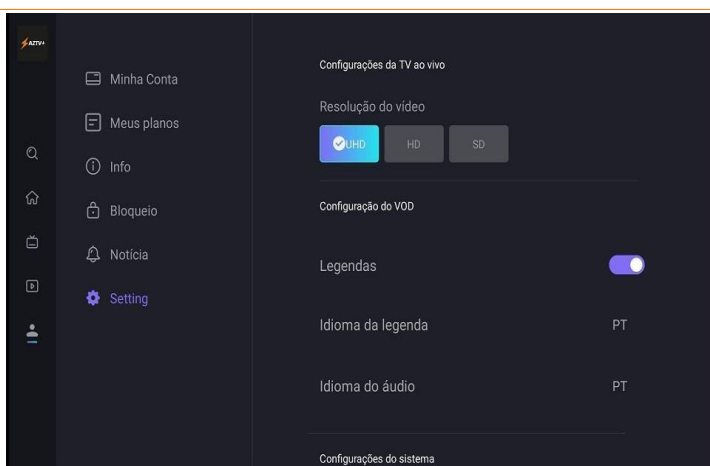 AZTV+
Minha Conta
Meus planos
Info
Bloqueio
Notícia
Setting
Configurações da TV ao vivo
Resolução do vídeo
UHD HD SD
Configuração do VOD
Legendas
Idioma da legenda PT
Idioma do áudio PT
Configurações do sistema